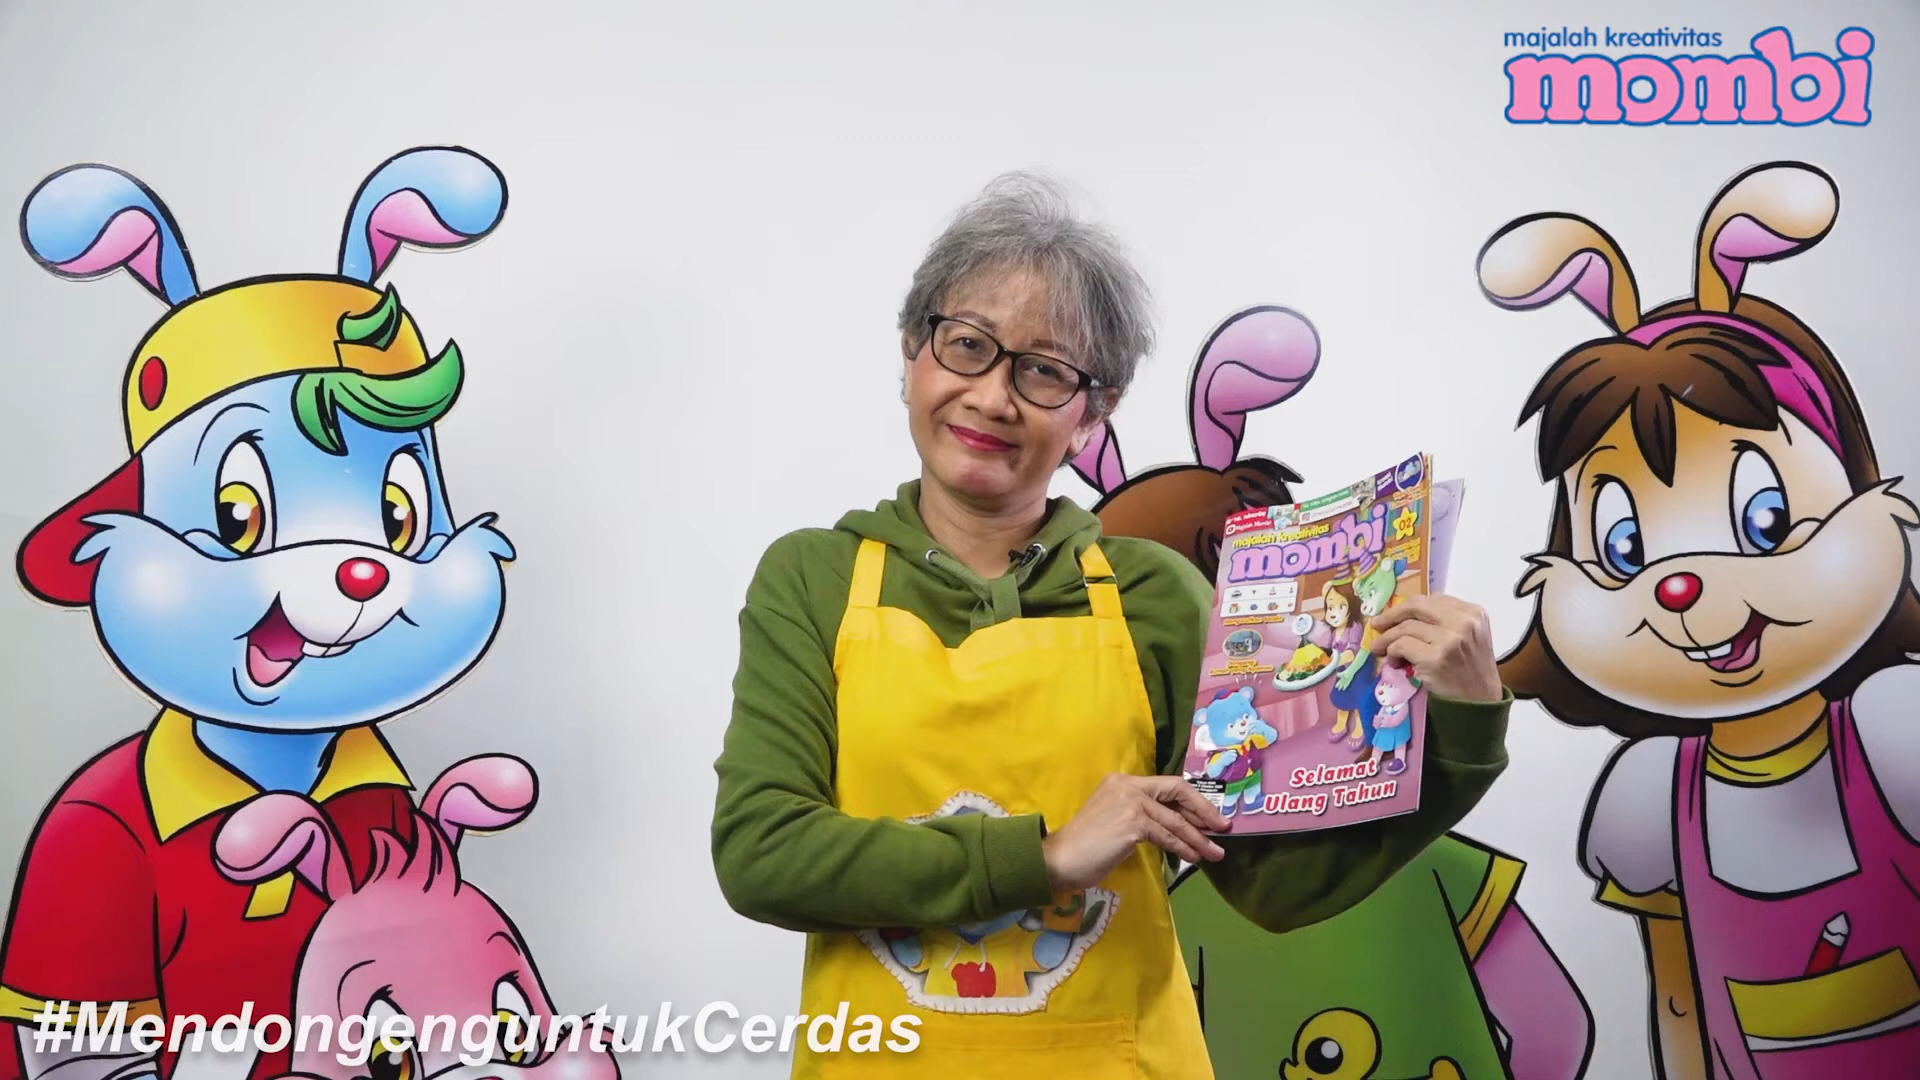 majalah kreativitas
mombi
majalah kreativitas
mombi
02
Selamat
Ulang Tahun
#MendongenguntukCerdas